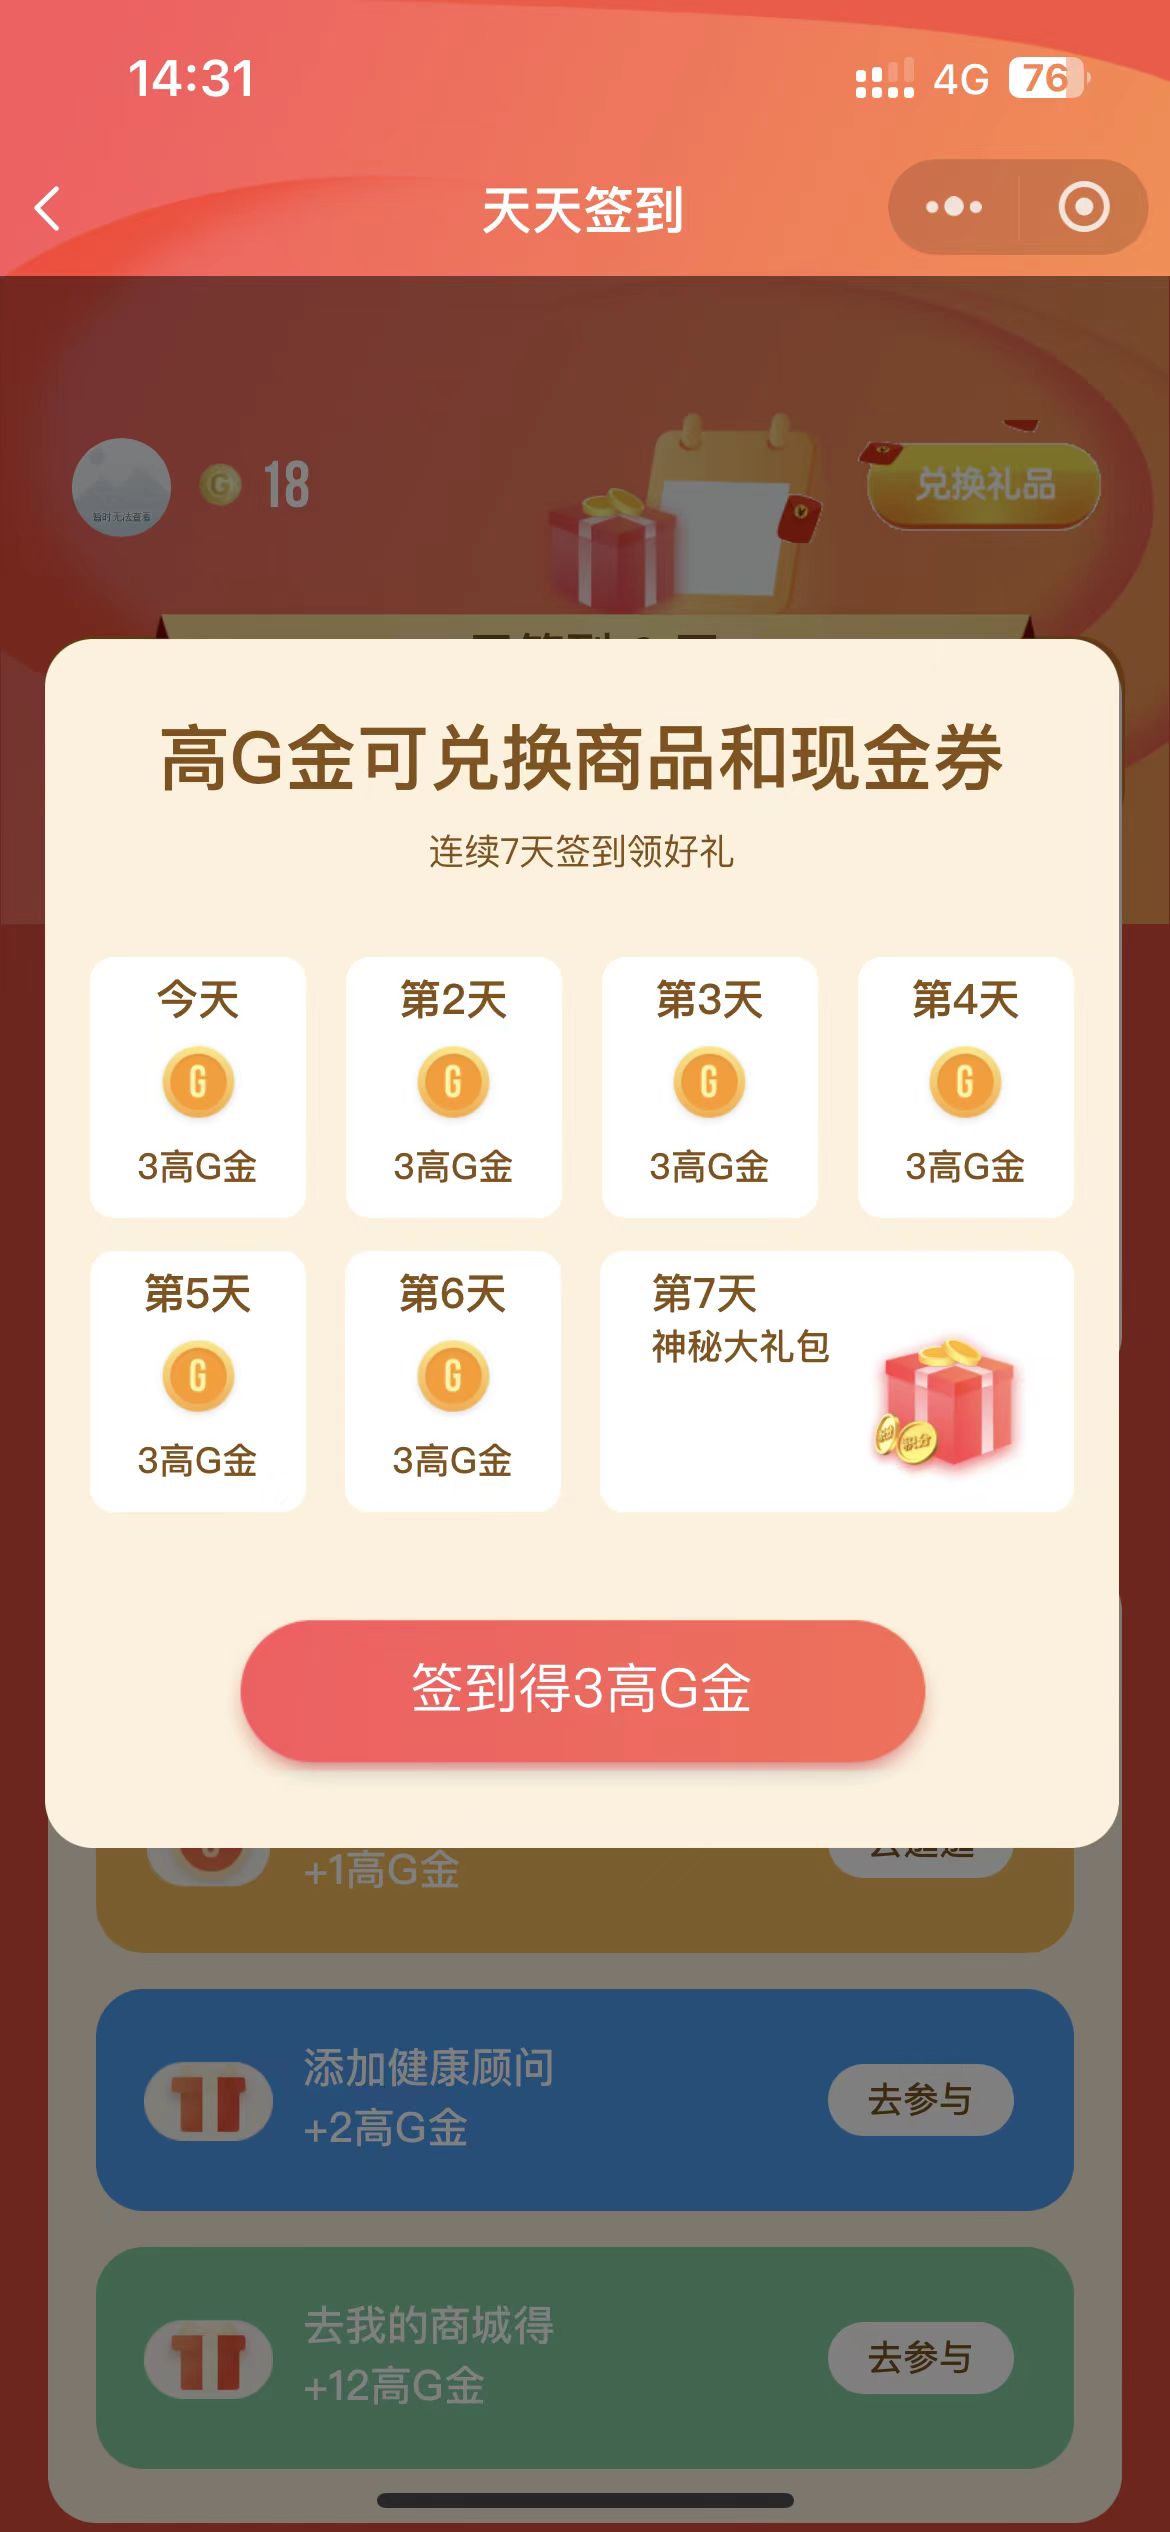 14:31
4G
76
天天签到
暂时无法查看
G
18
兑换礼品
高G金可兑换商品和现金券
连续7天签到领好礼
今天
第2天
第3天
第4天
G
G
G
G
3高G金
3高G金
3高G金
3高G金
第5天
第6天
第7天
神秘大礼包
G
G
积分
3高G金
3高G金
签到得3高G金
+1高G金
添加健康顾问
+2高G金
去参与
去我的商城得
+12高G金
去参与